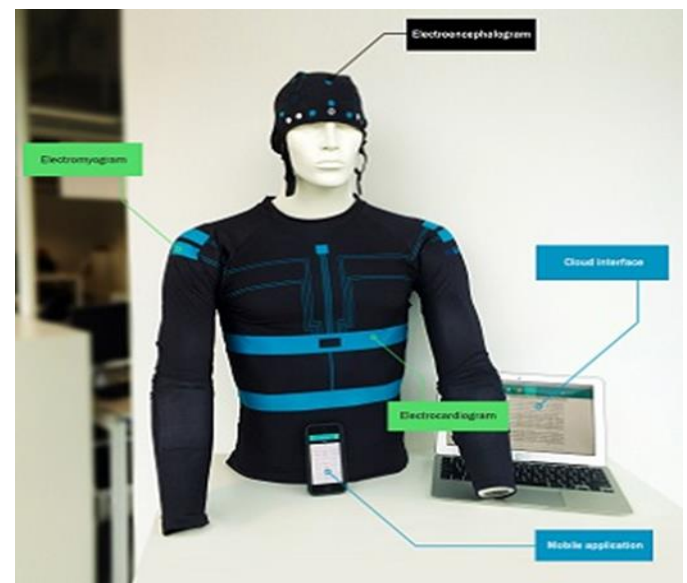 Electroencephalogram
Electromyogram
Cloud interface
Electrocardiogram
Mobile application